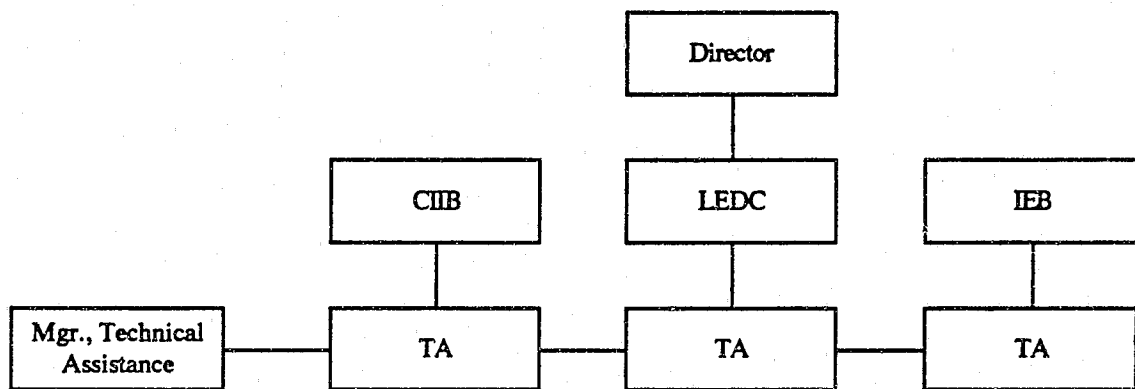 Director
CIIB
LEDC
IEB
Mgr., Technical
Assistance
TA
TA
TA